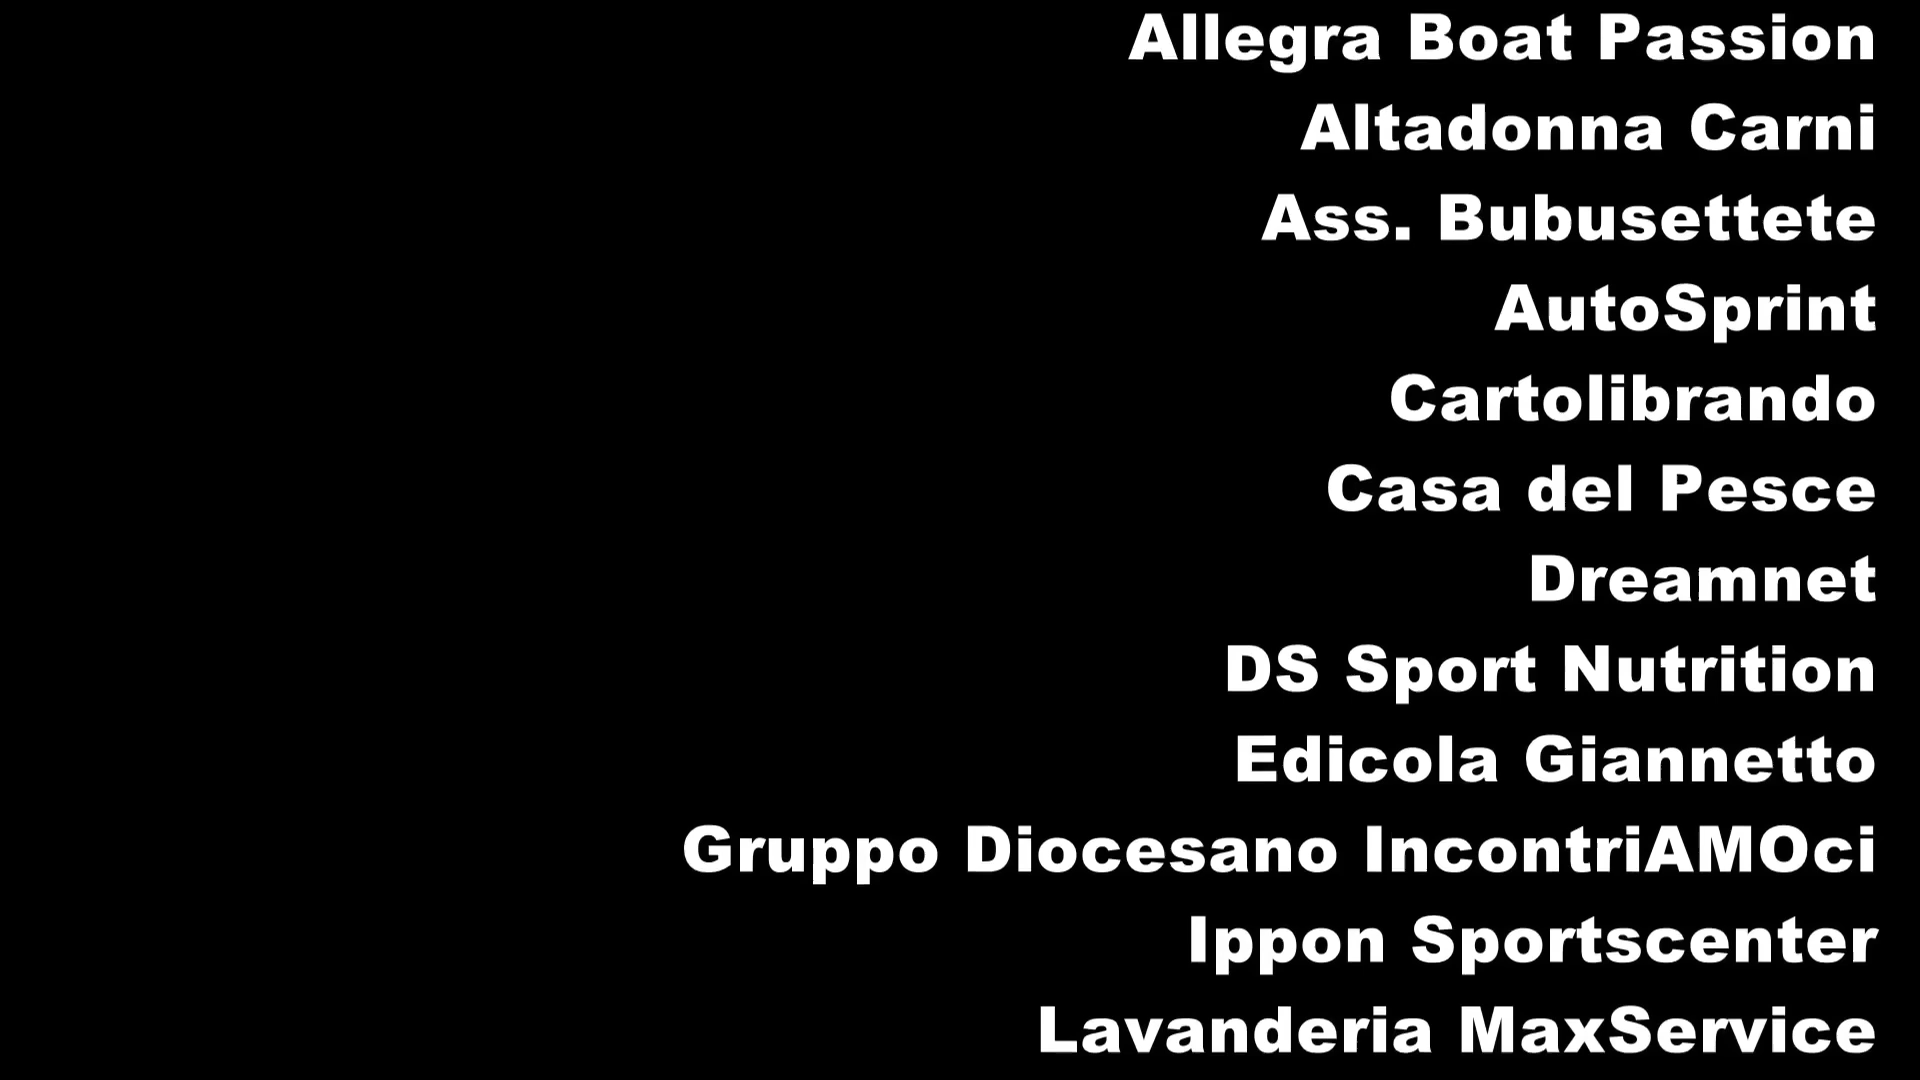 Allegra Boat Passion
Altadonna Carni
Ass. Bubusettete
AutoSprint
Cartolibrando
Casa del Pesce
Dreamnet
DS Sport Nutrition
Edicola Giannetto
Gruppo Diocesano IncontriAMOci
Ippon Sportscenter
Lavanderia MaxService